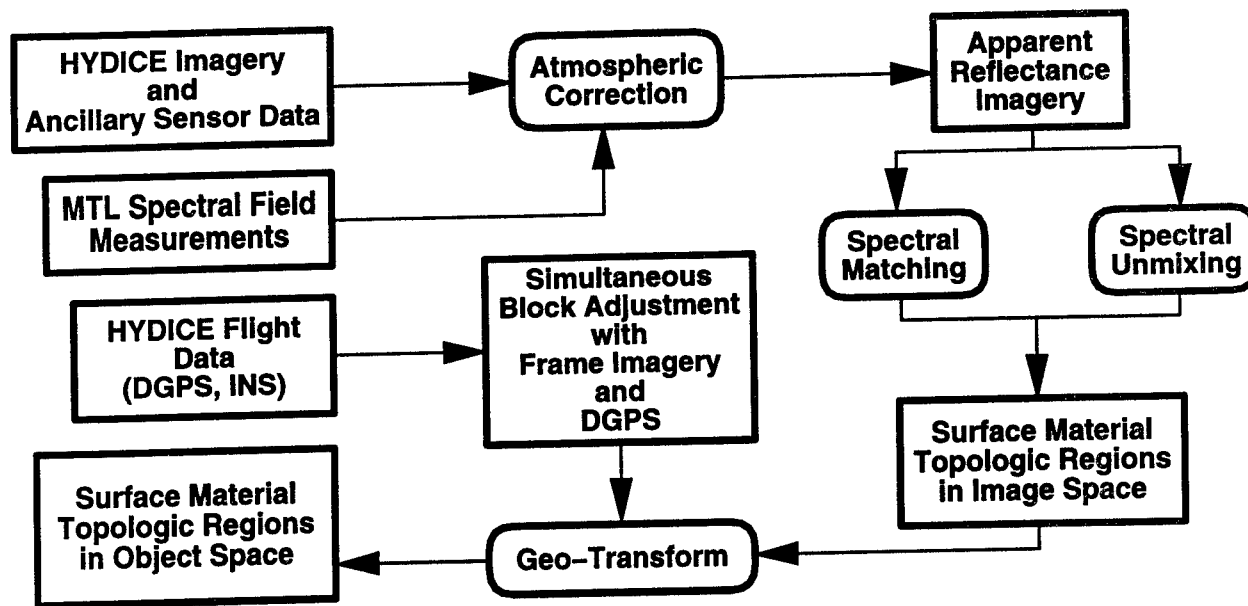 HYDICE Imagery
and
Ancillary Sensor Data
Atmospheric
Correction
Apparent
Reflectance
Imagery
MTL Spectral Field
Measurements
Spectral
Matching
Spectral
Unmixing
HYDICE Flight
Data
(DGPS, INS)
Simultaneous
Block Adjustment
with
Frame Imagery
and
DGPS
Surface Material
Topologic Regions
in Image Space
Surface Material
Topologic Regions
in Object Space
Geo–Transform